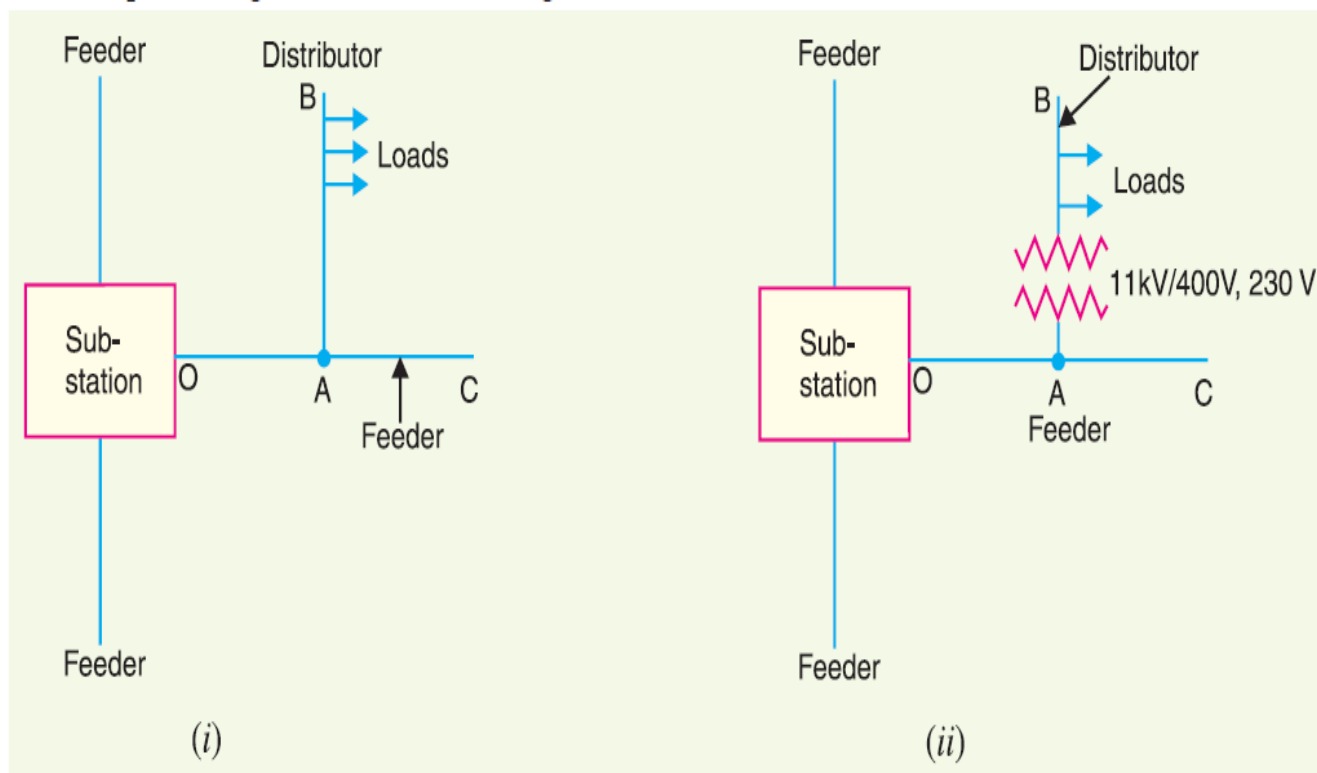 Feeder
Distributor
B
Loads
Sub-
station
O
A
C
Feeder
Feeder
(i)
Feeder
Distributor
B
Loads
11kV/400V, 230 V
Sub-
station
O
A
C
Feeder
Feeder
(ii)